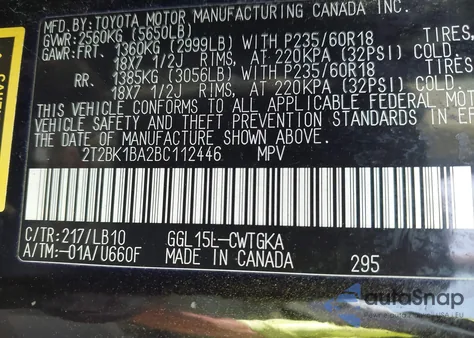 MFD. BY: TOYOTA MOTOR MANUFACTURING CANADA INC.
GVWR: 2560KG (5650LB)
GAWR: FRT. 1360KG (2999LB) WITH P235/60R18 TIRES,
18X7 1/2J RIMS, AT 220KPA (32PSI) COLD.
RR. 1385KG (3056LB) WITH P235/60R18 TIRES,
18X7 1/2J RIMS, AT 220KPA (32PSI) COLD.
THIS VEHICLE CONFORMS TO ALL APPLICABLE FEDERAL MOTOR
VEHICLE SAFETY AND THEFT PREVENTION STANDARDS IN
THE DATE OF MANUFACTURE SHOWN ABOVE.
2T2BK1BA2BC112446 MPV
C/TR:217/LB10 GGL15L-CWTGKA
A/TM:-01A/U660F MADE IN CANADA 295
autoSnap